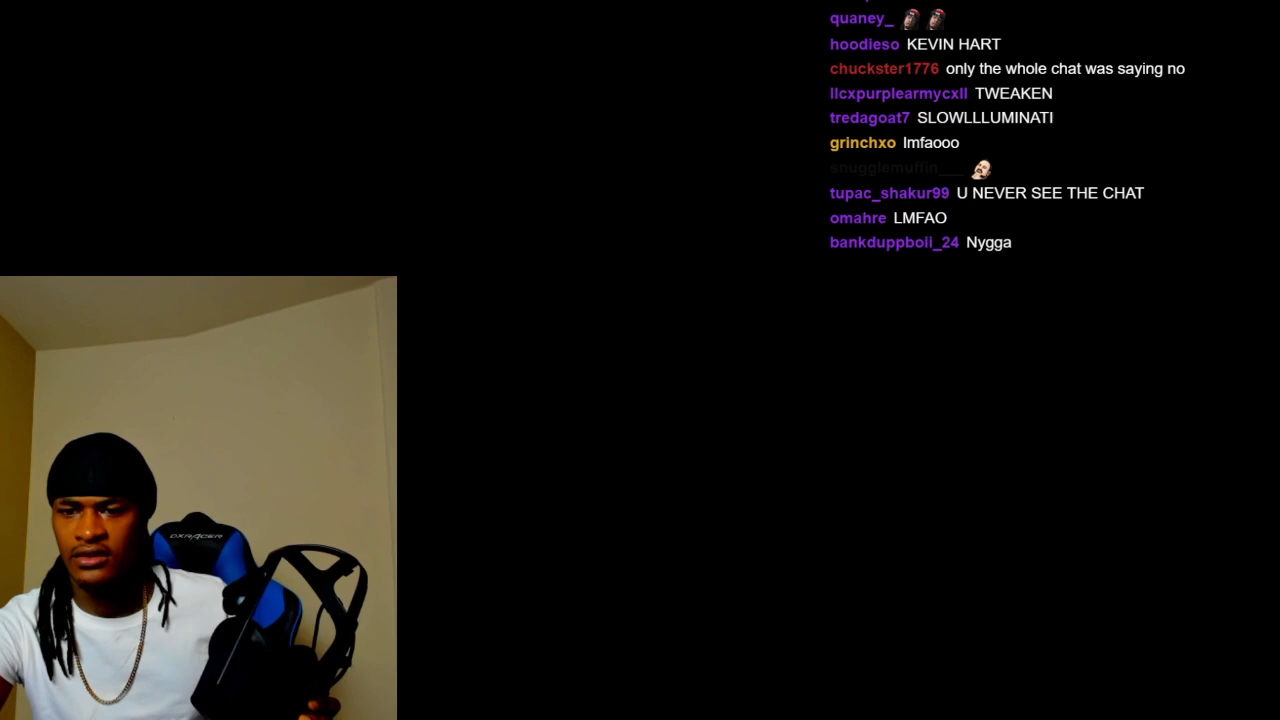 quaney_
hoodieso KEVIN HART
chuckster1776 only the whole chat was saying no
llcxpurplearmycxll TWEAKEN
tredagoat7 SLOWLLLUMINATI
grinchxo lmfaooo
snugglemuffin___
tupac_shakur99 U NEVER SEE THE CHAT
omahre LMFAO
bankduppboii_24 Nygga
DXRACER